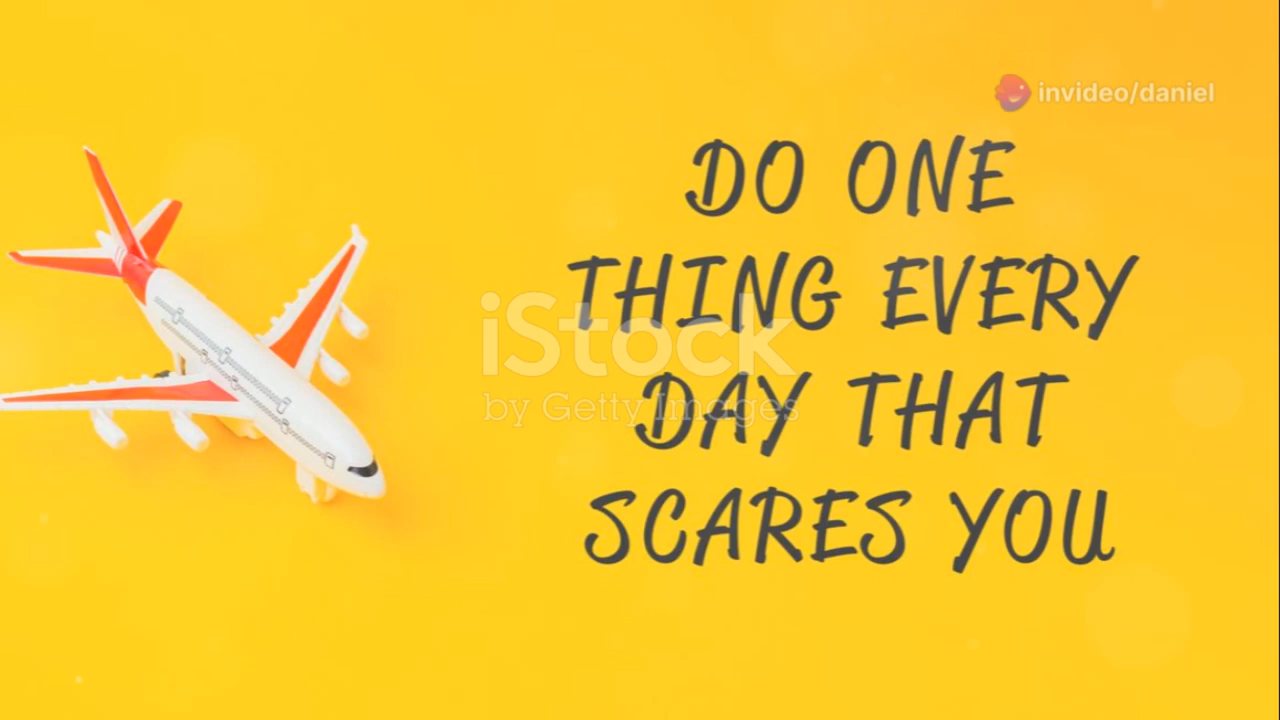 invideo/daniel
DO ONE
THING EVERY
iStock
by Getty Images
DAY THAT
SCARES YOU